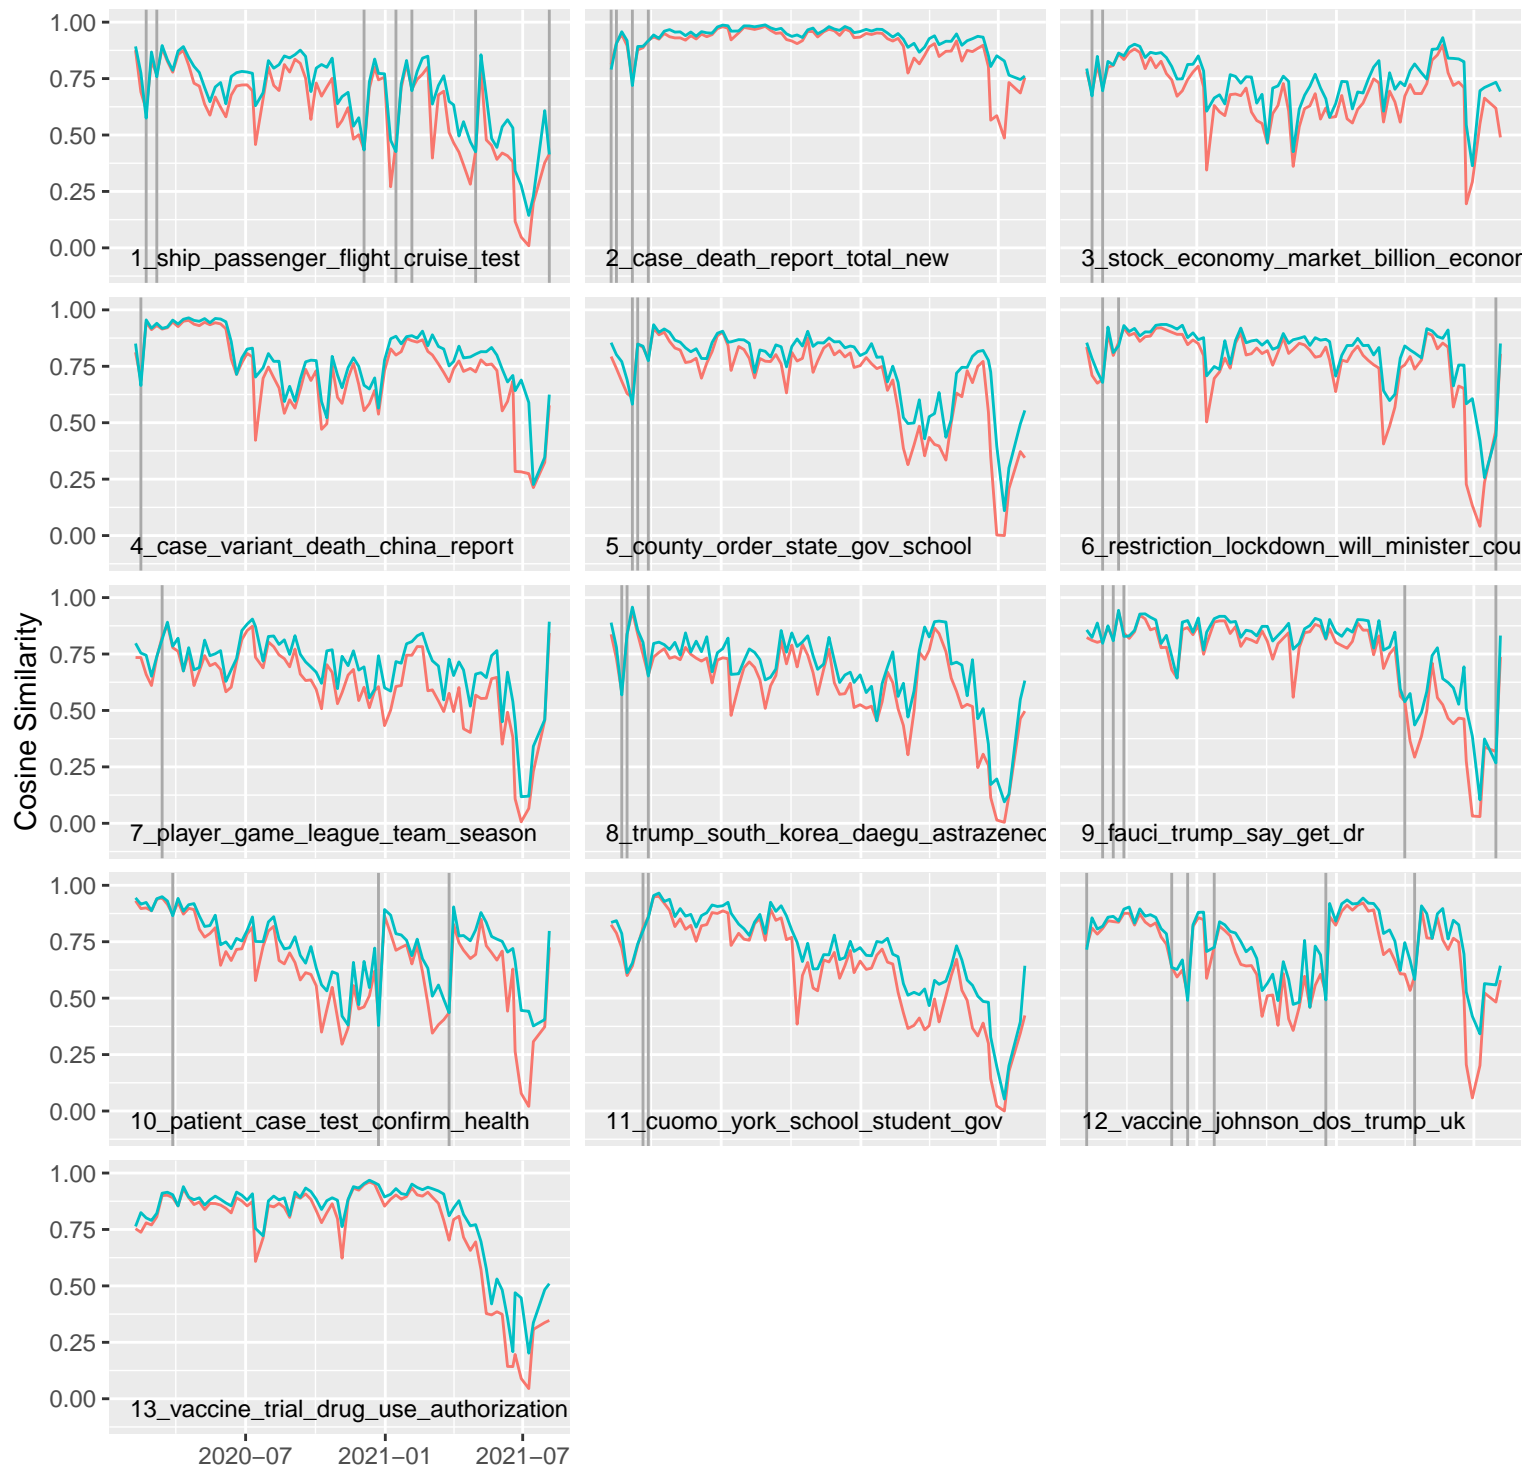 1.00
0.75
0.50
0.25
0.00
1_ship_passenger_flight_cruise_test
2_case_death_report_total_new
3_stock_economy_market_billion_econor
1.00
0.75
0.50
0.25
0.00
4_case_variant_death_china_report
5_county_order_state_gov_school
6_restriction_lockdown_will_minister_cou
Cosine Similarity
1.00
0.75
0.50
0.25
0.00
7_player_game_league_team_season
8_trump_south_korea_daegu_astrazenec
9_fauci_trump_say_get_dr
1.00
0.75
0.50
0.25
0.00
10_patient_case_test_confirm_health
11_cuomo_york_school_student_gov
12_vaccine_johnson_dos_trump_uk
1.00
0.75
0.50
0.25
0.00
13_vaccine_trial_drug_use_authorization
2020−07 2021−01 2021−07